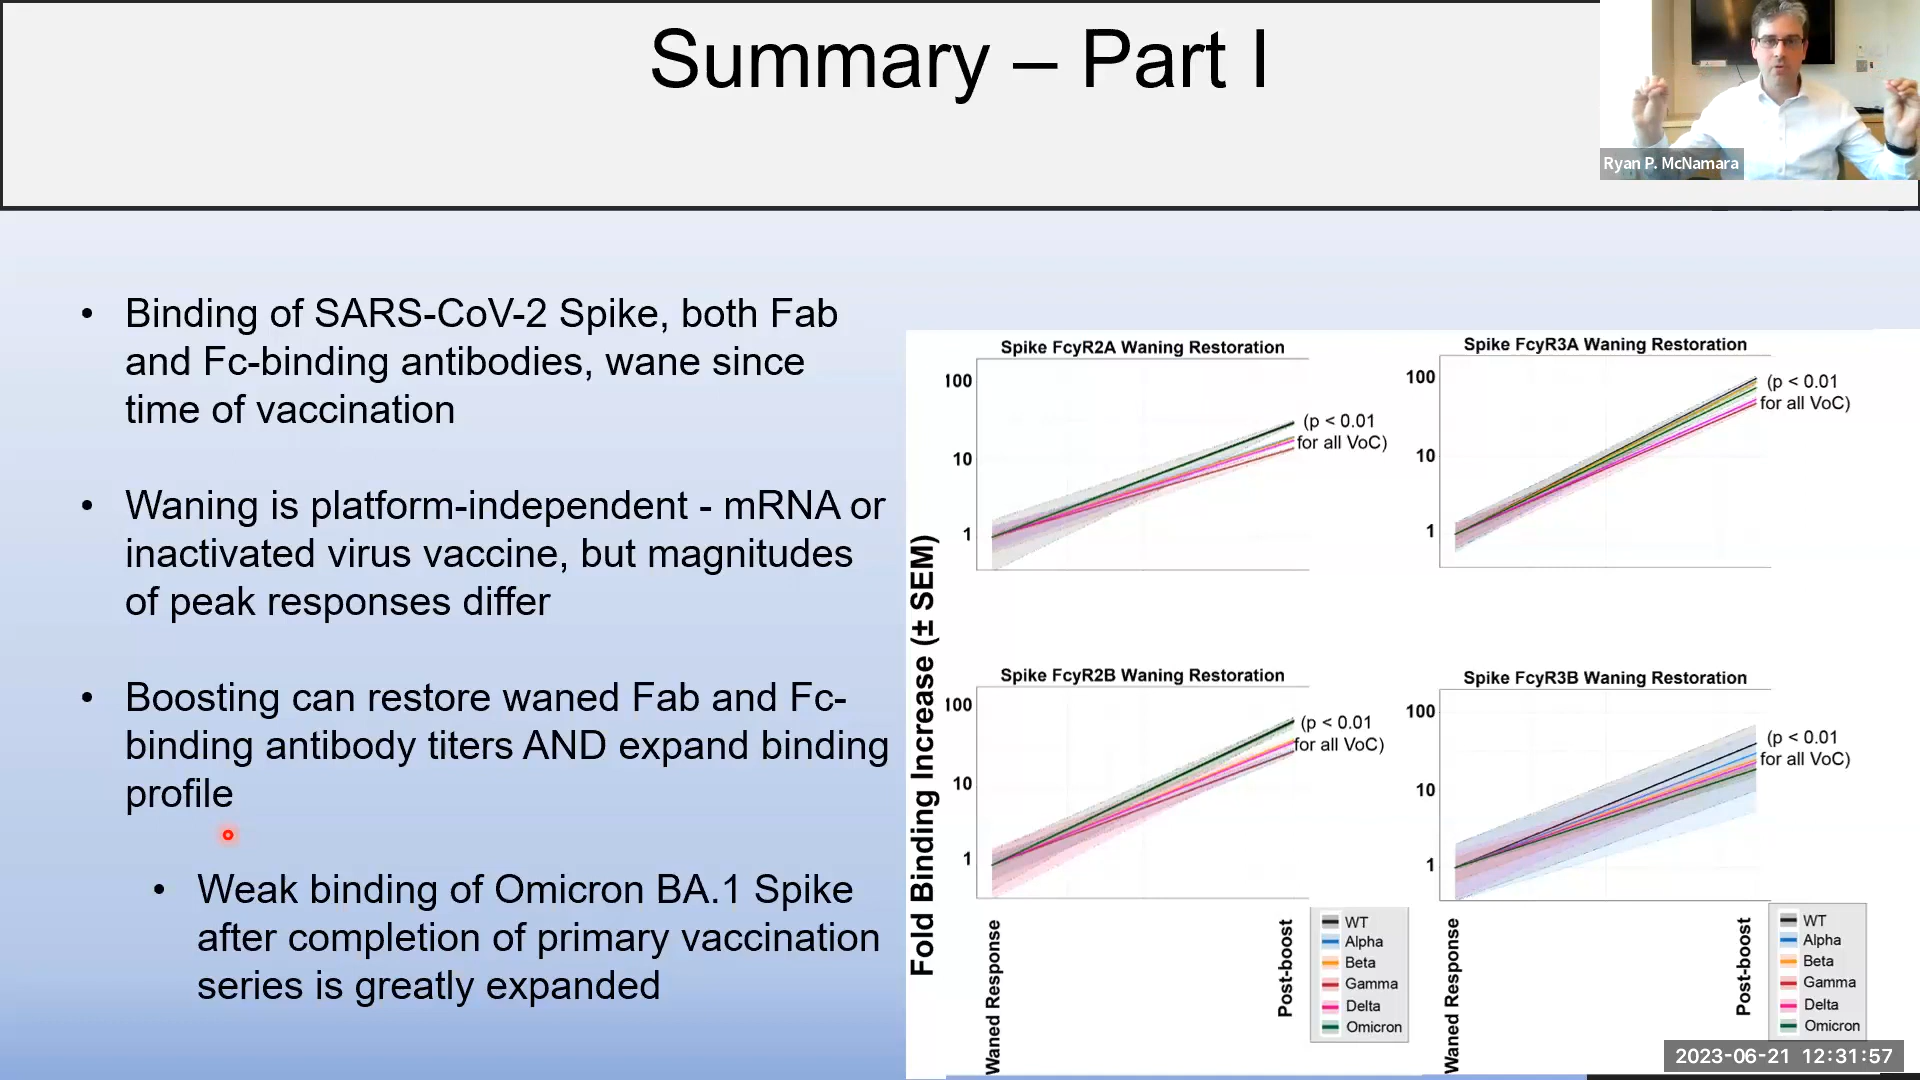 Summary – Part I
Ryan P. McNamara
• Binding of SARS-CoV-2 Spike, both Fab
and Fc-binding antibodies, wane since
time of vaccination
• Waning is platform-independent - mRNA or
inactivated virus vaccine, but magnitudes
of peak responses differ
• Boosting can restore waned Fab and Fc-
binding antibody titers AND expand binding
profile
• Weak binding of Omicron BA.1 Spike
after completion of primary vaccination
series is greatly expanded
Fold Binding Increase (± SEM)
Spike FcyR2A Waning Restoration
100
10
1
(p < 0.01
for all VoC)
Spike FcyR3A Waning Restoration
100
10
1
(p < 0.01
for all VoC)
Spike FcyR2B Waning Restoration
100
10
1
(p < 0.01
for all VoC)
Spike FcyR3B Waning Restoration
100
10
1
(p < 0.01
for all VoC)
Waned Response
Post-boost
WT
Alpha
Beta
Gamma
Delta
Omicron
Waned Response
Post-boost
WT
Alpha
Beta
Gamma
Delta
Omicron
2023-06-21 12:31:57